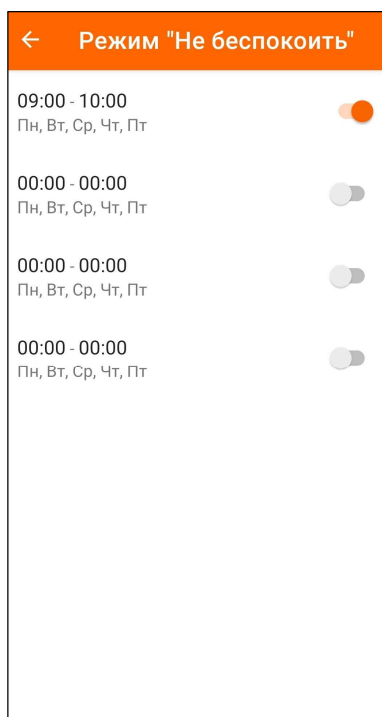 Режим "Не беспокоить"
09:00 - 10:00
Пн, Вт, Ср, Чт, Пт
00:00 - 00:00
Пн, Вт, Ср, Чт, Пт
00:00 - 00:00
Пн, Вт, Ср, Чт, Пт
00:00 - 00:00
Пн, Вт, Ср, Чт, Пт